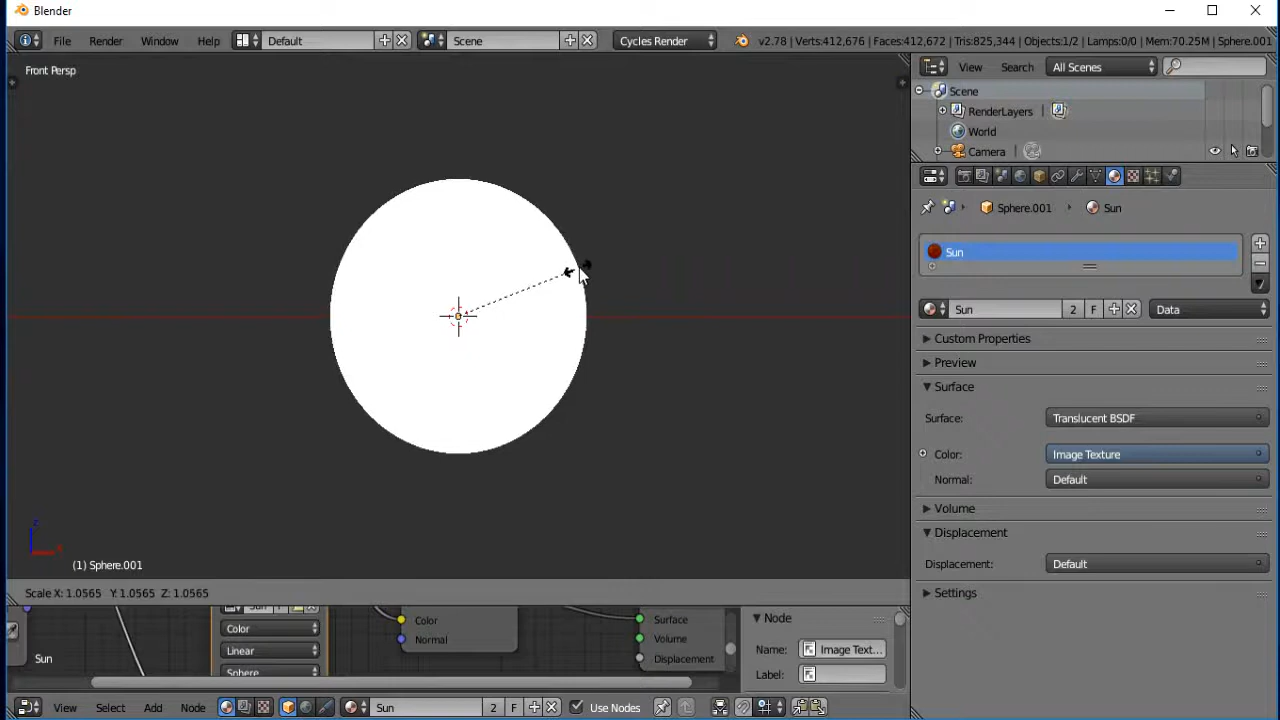 Blender
File Render Window Help Default Scene Cycles Render v2.78 | Verts:412,676 | Faces:412,672 | Tris:825,344 | Objects:1/2 | Lamps:0/0 | Mem:70.25M | Sphere.001
Front Persp
View Search All Scenes
Scene
RenderLayers
World
Camera
Sphere.001 Sun
Sun
Sun 2 F Data
Custom Properties
Preview
Surface
Surface: Translucent BSDF
Color: Image Texture
Normal: Default
Volume
Displacement
Displacement: Default
Settings
z
x
(1) Sphere.001
Scale X: 1.0565 Y: 1.0565 Z: 1.0565
Sun
Color
Linear
Sphere
Sun
Color
Normal
Surface
Volume
Displacement
Node
Name: Image Text...
Label:
View Select Add Node Sun 2 F Use Nodes